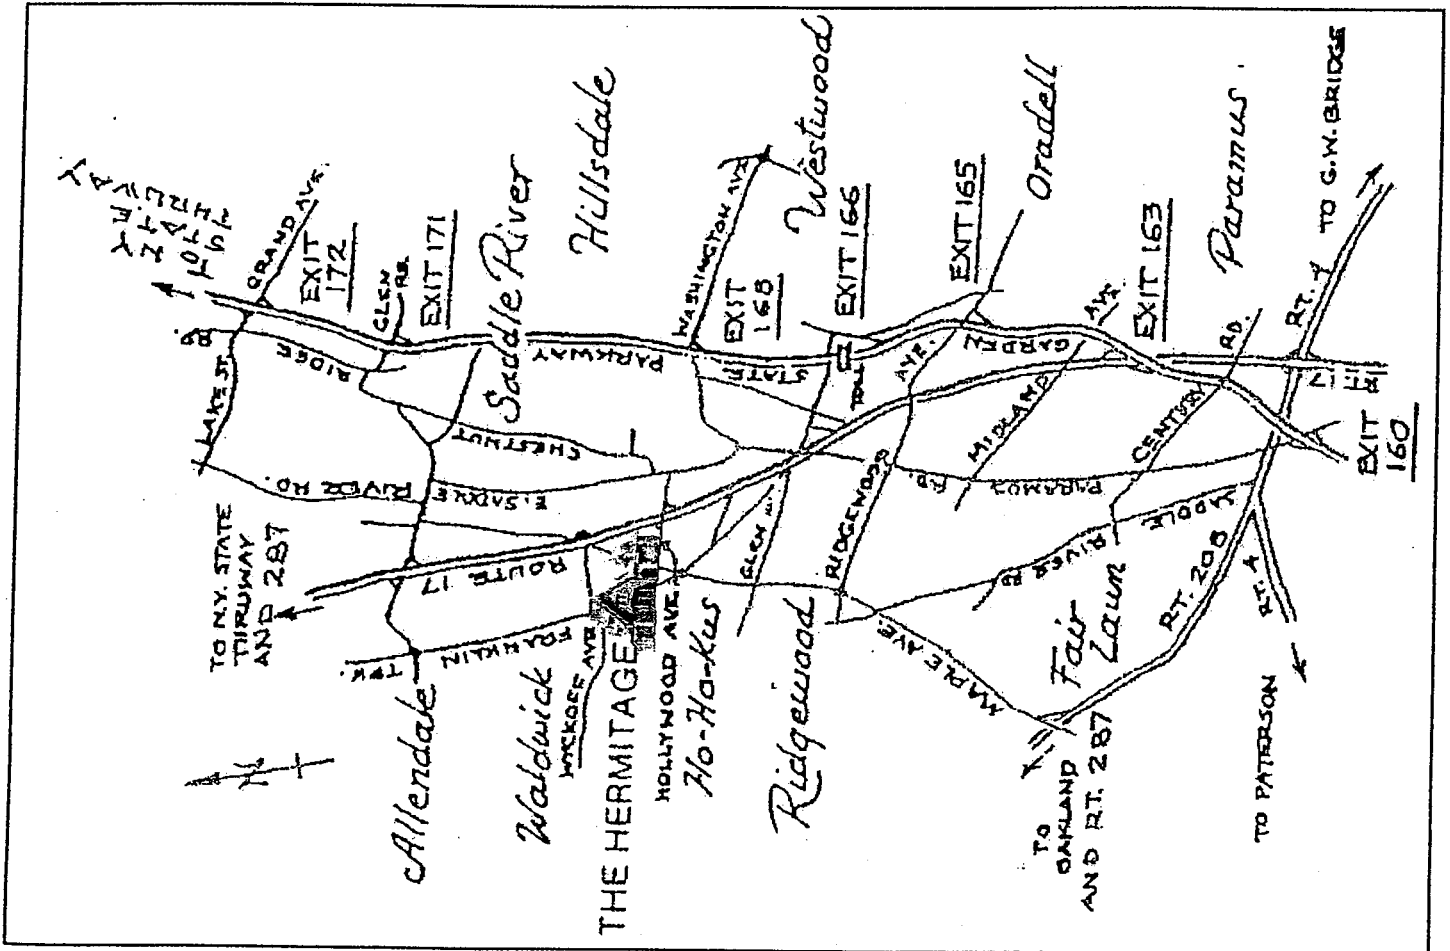 TO N.Y. STATE
THRUWAY
GRAND AVE.
EXIT
172
GLEN
RD.
EXIT 171
Saddle River
Hillsdale
WASHINGTON AVE
Westwood
EXIT
168
EXIT 166
EXIT 165
Oradell
EXIT 163
Paramus
TO G.W. BRIDGE
LAKE ST.
RIDGE
RD.
GARDEN
STATE
PARKWAY
TOLL
RIDGEWOOD
AVE.
MIDLAND
AVE.
CENTURY
RD.
RT. 4
RT. 17
EXIT
160
CHESTNUT
E. SADDLE
RIVER RD.
PARAMUS
RD.
TO N.Y. STATE
THRUWAY
AND 287
ROUTE 17
GLEN
SADDLE
RIVER
RD
RT. 208
RT. 4
FRANKLIN
TPK.
WYCKOFF AVE
HOLLYWOOD AVE.
MAPLE AVE.
Allendale
Waldwick
THE HERMITAGE
Ho-Ho-Kus
Ridgewood
Fair
Lawn
TO
OAKLAND
AND RT. 287
TO PATERSON
N